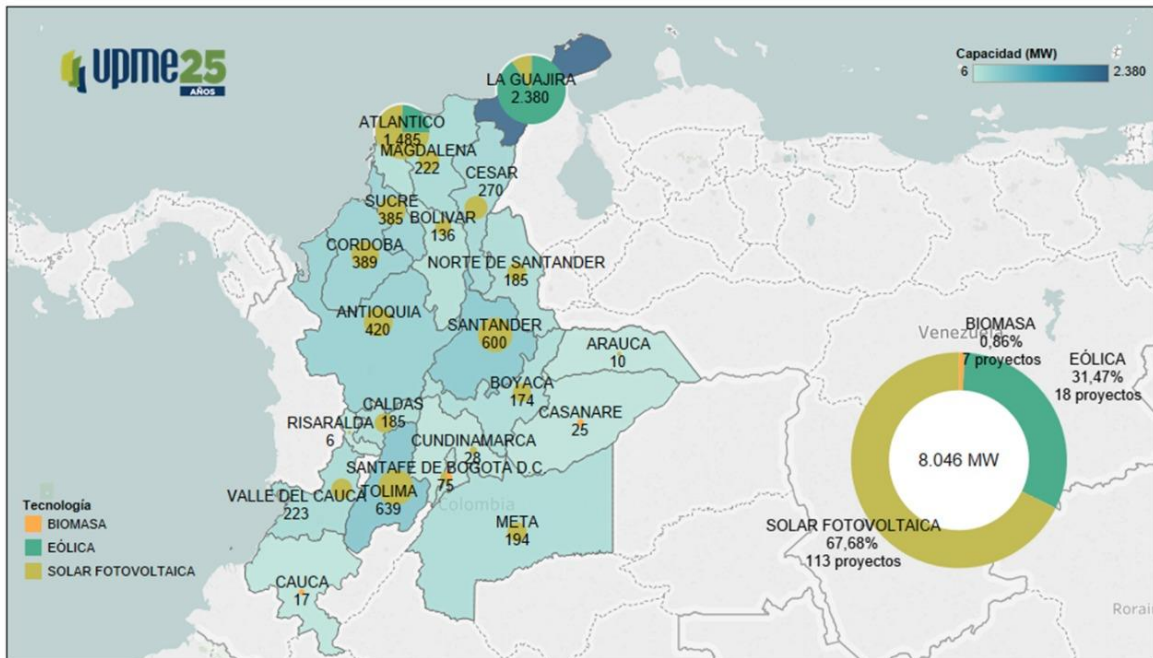 upme25
AÑOS
Capacidad (MW)
6
2.380
LA GUAJIRA
2.380
ATLANTICO
1.485
MAGDALENA
222
CESAR
270
SUCRE
385
BOLIVAR
136
CORDOBA
389
NORTE DE SANTANDER
185
ANTIOQUIA
420
SANTANDER
600
ARAUCA
10
BOYACA
174
CASANARE
25
CALDAS
185
RISARALDA
6
CUNDINAMARCA
28
SANTAFE DE BOGOTA D.C.
75
VALLE DEL CAUCA
223
TOLIMA
639
Colombia
META
194
CAUCA
17
Tecnología
BIOMASA
EÓLICA
SOLAR FOTOVOLTAICA
Venezuela
BIOMASA
0,86%
7 proyectos
EÓLICA
31,47%
18 proyectos
8.046 MW
SOLAR FOTOVOLTAICA
67,68%
113 proyectos